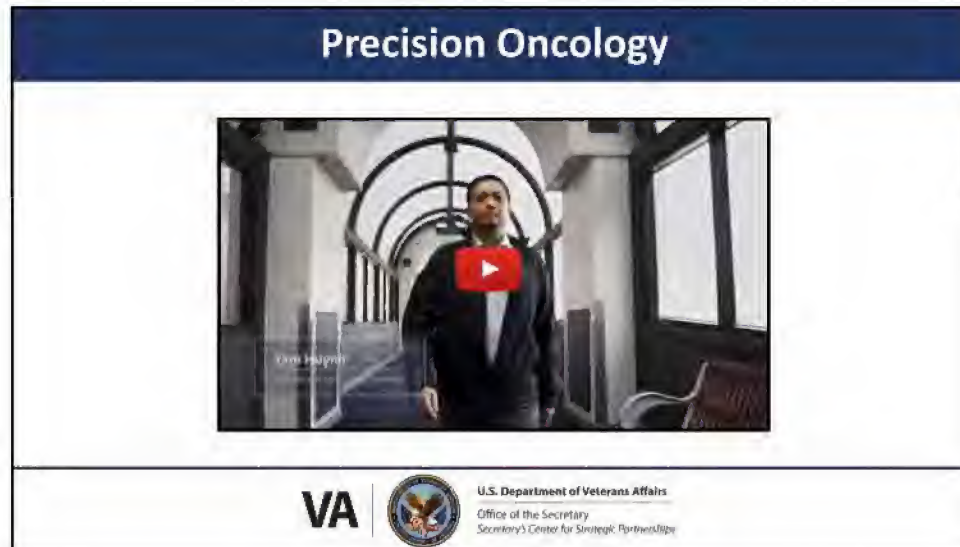 Precision Oncology
VA
U.S. Department of Veterans Affairs
Office of the Secretary
Secretary's Center for Strategic Partnerships